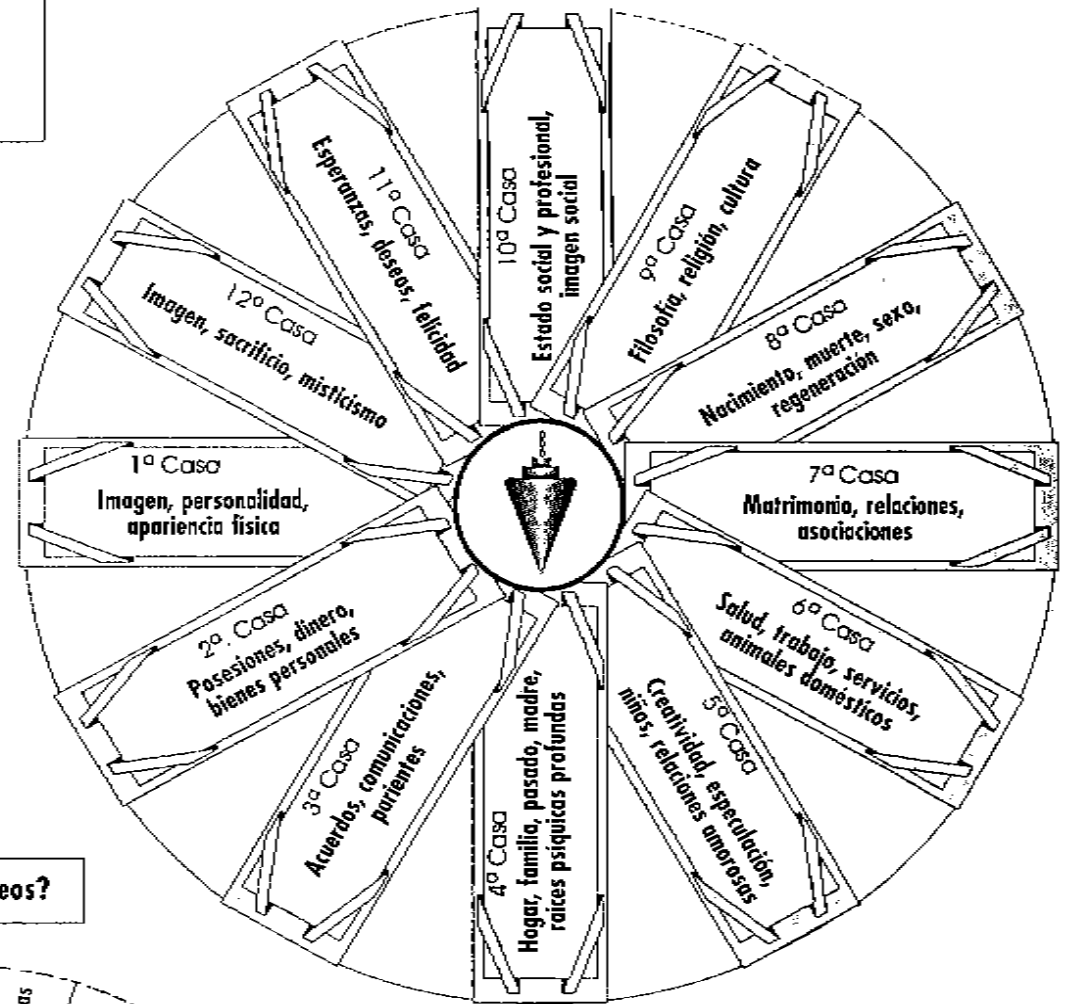 1ª Casa
Imagen, personalidad,
apariencia física
2ª. Casa
Posesiones, dinero,
bienes personales
3ª Casa
Acuerdos, comunicaciones,
parientes
4ª Casa
Hogar, familia, pasado, madre,
raíces psíquicas profundas
5ª Casa
Creatividad, especulación,
niños, relaciones amorosas
6ª Casa
Salud, trabajo, servicios,
animales domésticos
7ª Casa
Matrimonio, relaciones,
asociaciones
8ª Casa
Nacimiento, muerte, sexo,
regeneración
9ª Casa
Filosofía, religión, cultura
10ª Casa
Estado social y profesional,
imagen social
11ª Casa
Esperanzas, deseos, felicidad
12ª Casa
Imagen, sacrificio, misticismo
eos?
as